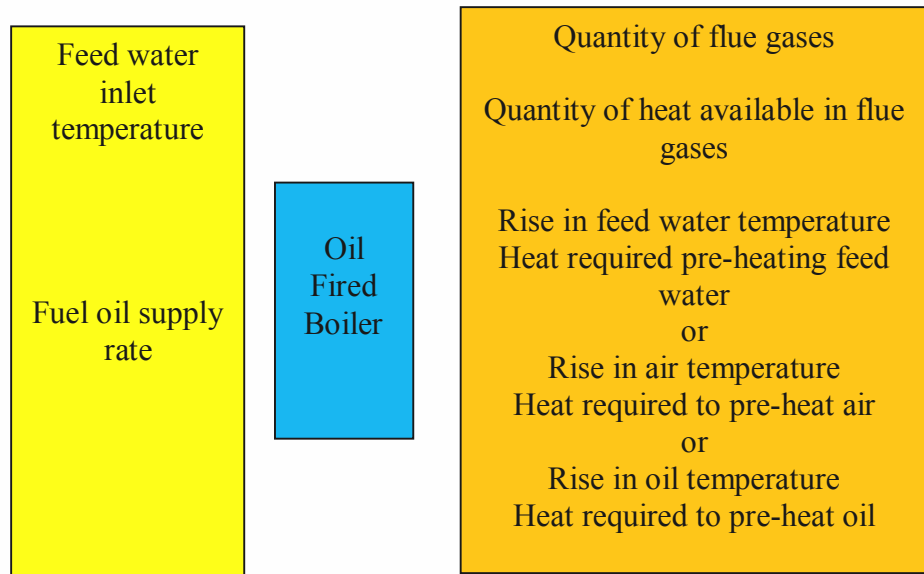 Feed water
inlet
temperature
Fuel oil supply
rate
Oil
Fired
Boiler
Quantity of flue gases
Quantity of heat available in flue
gases
Rise in feed water temperature
Heat required pre-heating feed
water
or
Rise in air temperature
Heat required to pre-heat air
or
Rise in oil temperature
Heat required to pre-heat oil